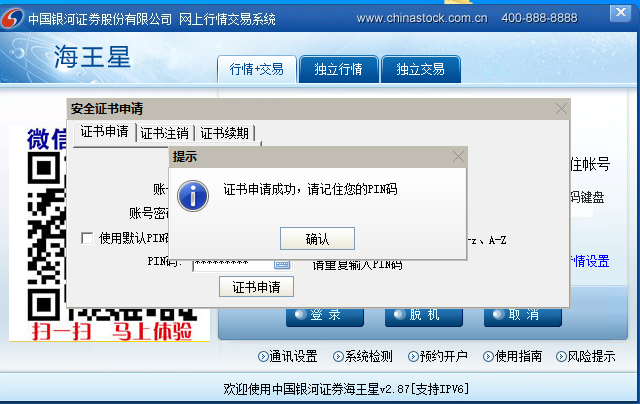 中国银河证券股份有限公司 网上行情交易系统 www.chinastock.com.cn 400-888-8888
海王星
行情+交易 独立行情 独立交易
安全证书申请
微信
证书申请 证书注销 证书续期
提示
住帐号
证书申请成功，请记住您的PIN码
账
码键盘
账号密
使用默认PIN -z、A-Z
确认
PIN码: ********* 请重复输入PIN码
情设置
证书申请
登录 脱机 取消
扫一扫 马上体验
通讯设置 系统检测 预约开户 使用指南 风险提示
欢迎使用中国银河证券海王星v2.87[支持IPV6]